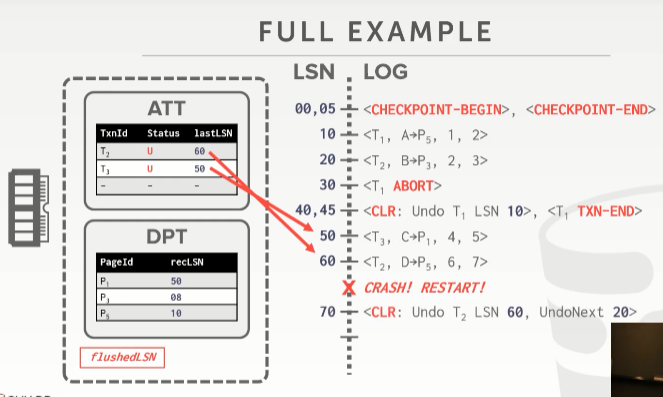 FULL EXAMPLE
ATT
TxnId Status lastLSN
T₂ U 60
T₃ U 50
- - -
DPT
PageId recLSN
P₁ 50
P₃ 08
P₅ 10
flushedLSN
LSN LOG
00,05 <CHECKPOINT-BEGIN>, <CHECKPOINT-END>
10 <T₁, A→P₅, 1, 2>
20 <T₂, B→P₃, 2, 3>
30 <T₁ ABORT>
40,45 <CLR: Undo T₁ LSN 10>, <T₁ TXN-END>
50 <T₃, C→P₁, 4, 5>
60 <T₂, D→P₅, 6, 7>
X CRASH! RESTART!
70 <CLR: Undo T₂ LSN 60, UndoNext 20>